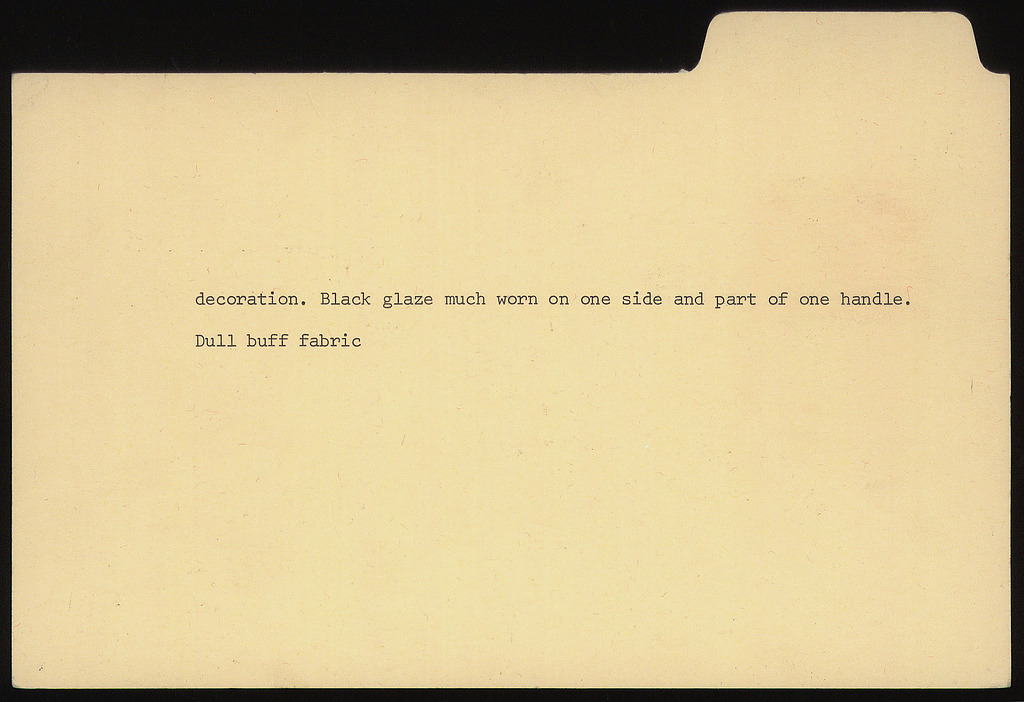 decoration. Black glaze much worn on one side and part of one handle.
Dull buff fabric